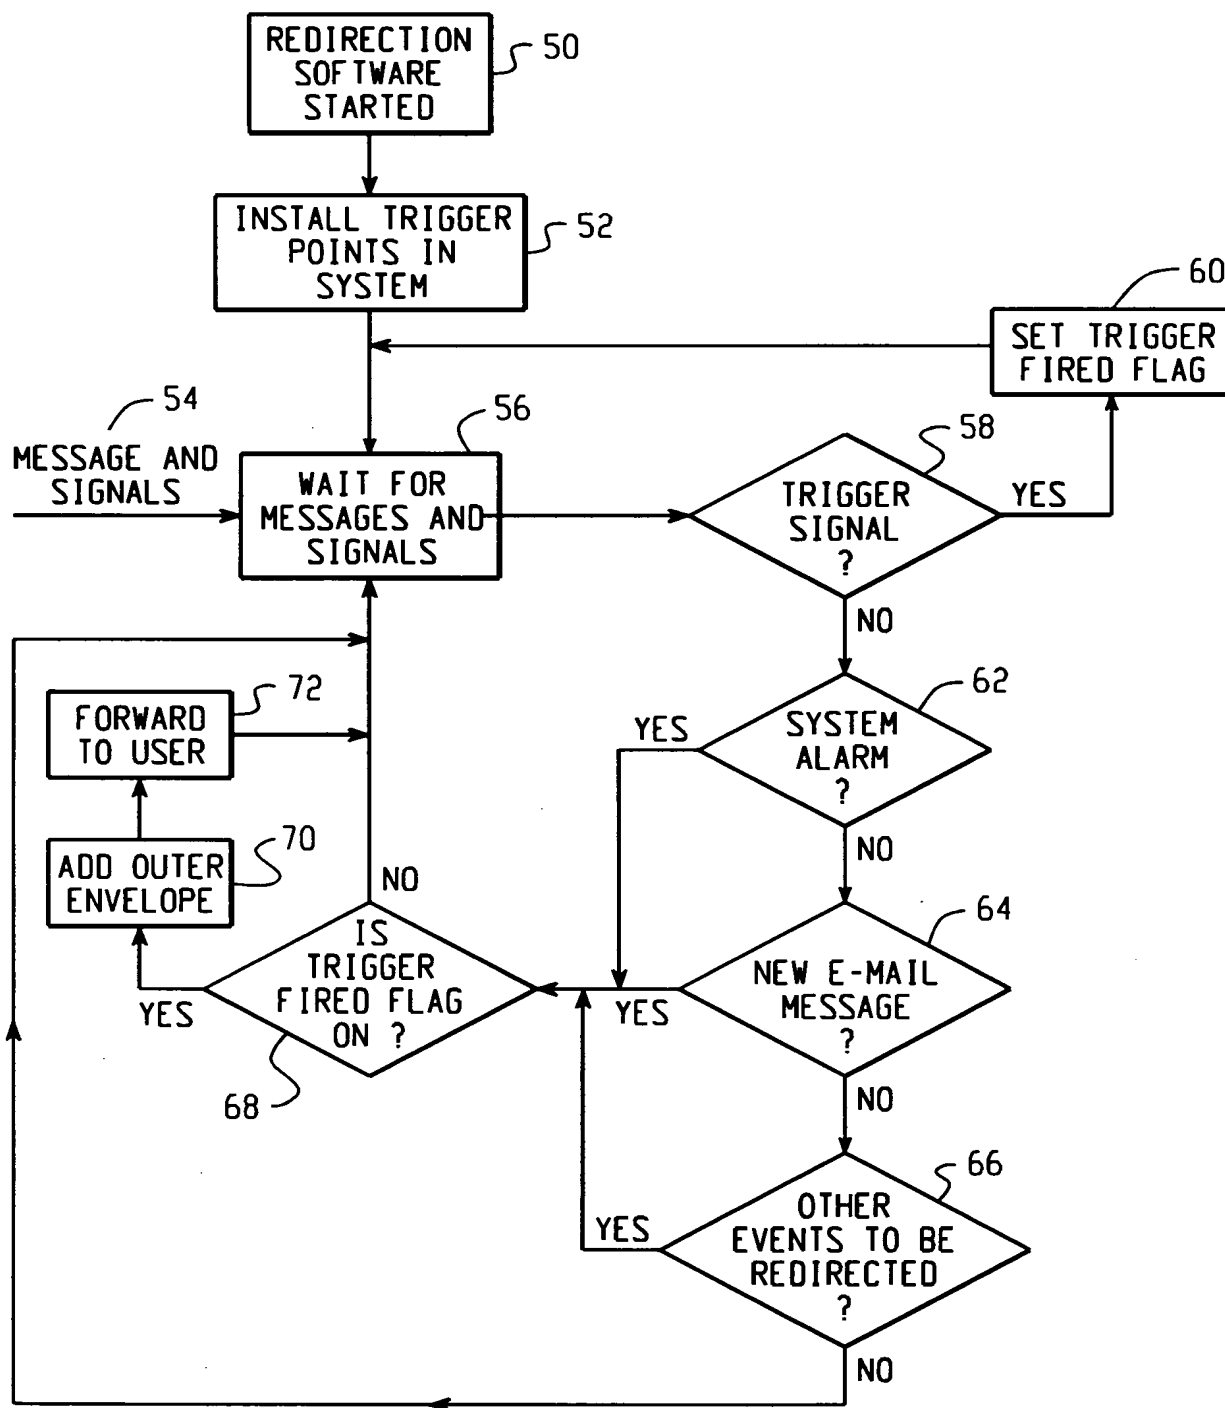 REDIRECTION
SOFTWARE
STARTED
50
INSTALL TRIGGER
POINTS IN
SYSTEM
52
60
SET TRIGGER
FIRED FLAG
54
MESSAGE AND
SIGNALS
56
WAIT FOR
MESSAGES AND
SIGNALS
58
TRIGGER
SIGNAL
?
YES
NO
62
SYSTEM
ALARM
?
YES
NO
72
FORWARD
TO USER
70
ADD OUTER
ENVELOPE
NO
IS
TRIGGER
FIRED FLAG
ON ?
YES
68
64
NEW E-MAIL
MESSAGE
?
YES
NO
66
OTHER
EVENTS TO BE
REDIRECTED
?
YES
NO